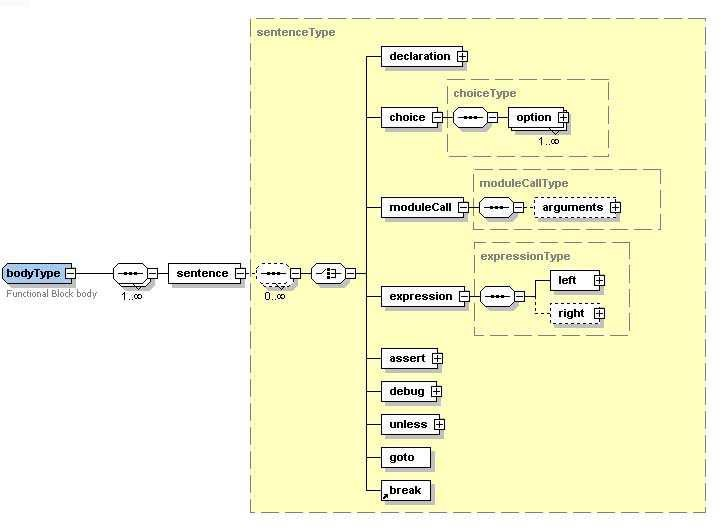 sentenceType
declaration
choiceType
choice
option
1..∞
moduleCallType
moduleCall
arguments
expressionType
bodyType
sentence
left
Functional Block body
1..∞
0..∞
expression
right
assert
debug
unless
goto
break